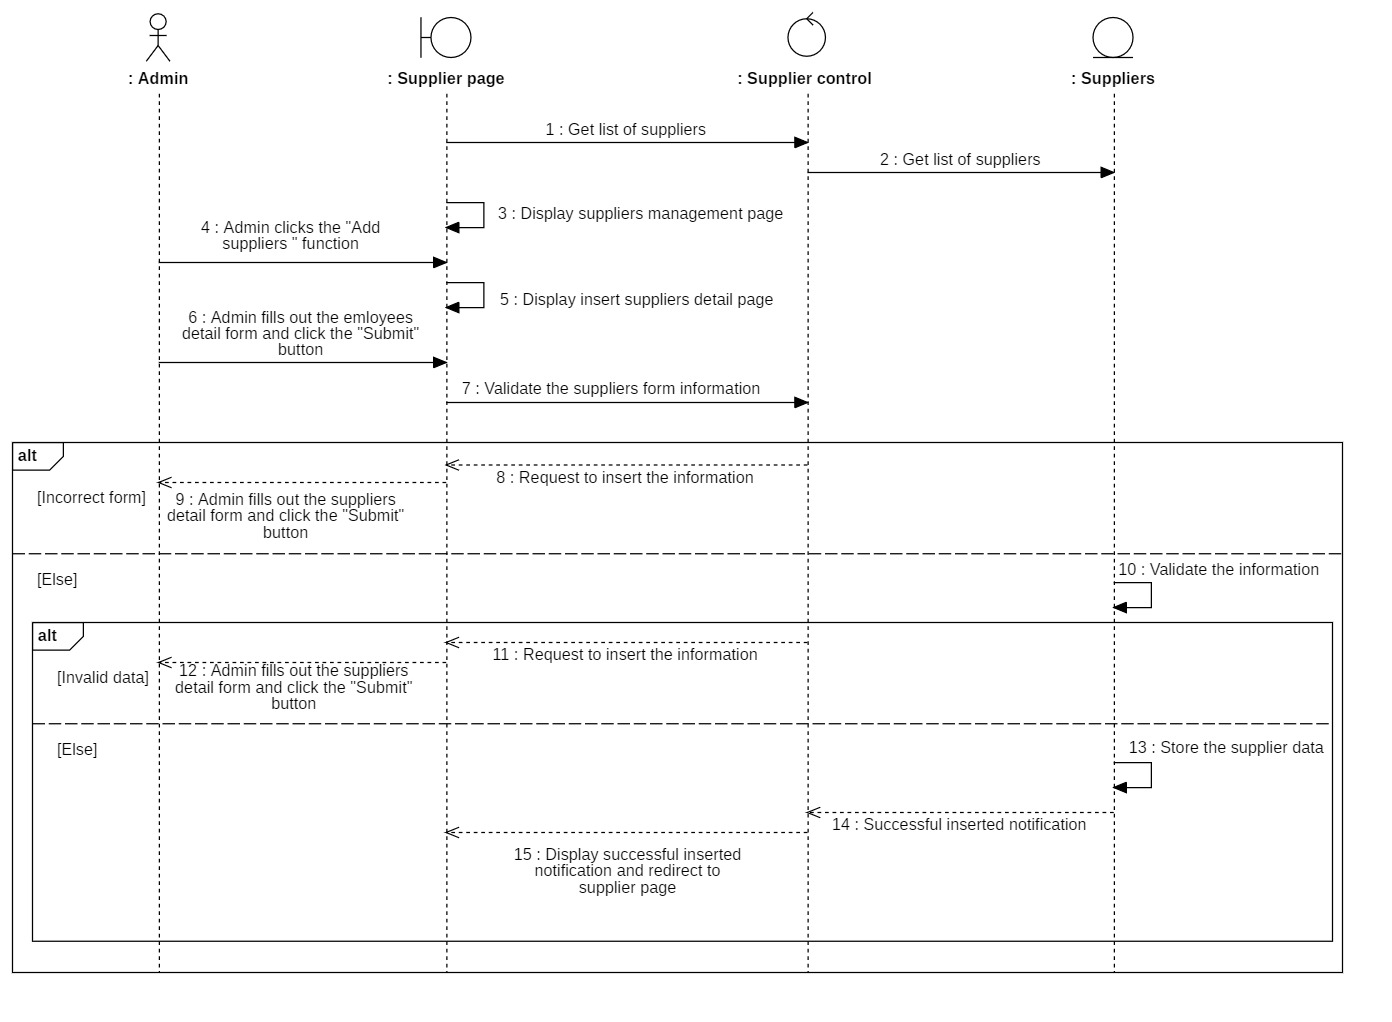 : Admin
: Supplier page
: Supplier control
: Suppliers
1 : Get list of suppliers
2 : Get list of suppliers
3 : Display suppliers management page
4 : Admin clicks the "Add
suppliers " function
5 : Display insert suppliers detail page
6 : Admin fills out the emloyees
detail form and click the "Submit"
button
7 : Validate the suppliers form information
alt
8 : Request to insert the information
[Incorrect form]
9 : Admin fills out the suppliers
detail form and click the "Submit"
button
[Else]
10 : Validate the information
alt
11 : Request to insert the information
[Invalid data]
12 : Admin fills out the suppliers
detail form and click the "Submit"
button
[Else]
13 : Store the supplier data
14 : Successful inserted notification
15 : Display successful inserted
notification and redirect to
supplier page